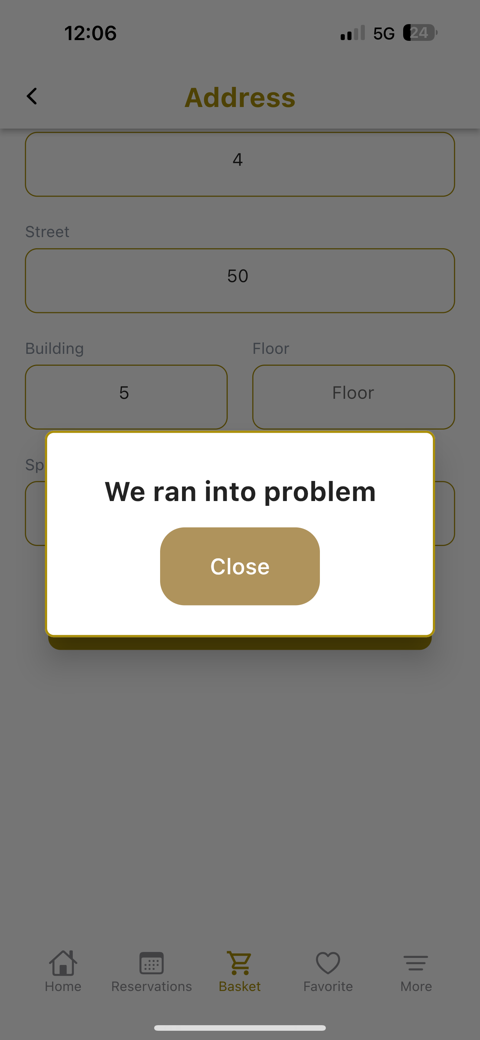 12:06
5G
24
Address
4
Street
50
Building
Floor
5
Floor
Sp
We ran into problem
Close
Home
Reservations
Basket
Favorite
More